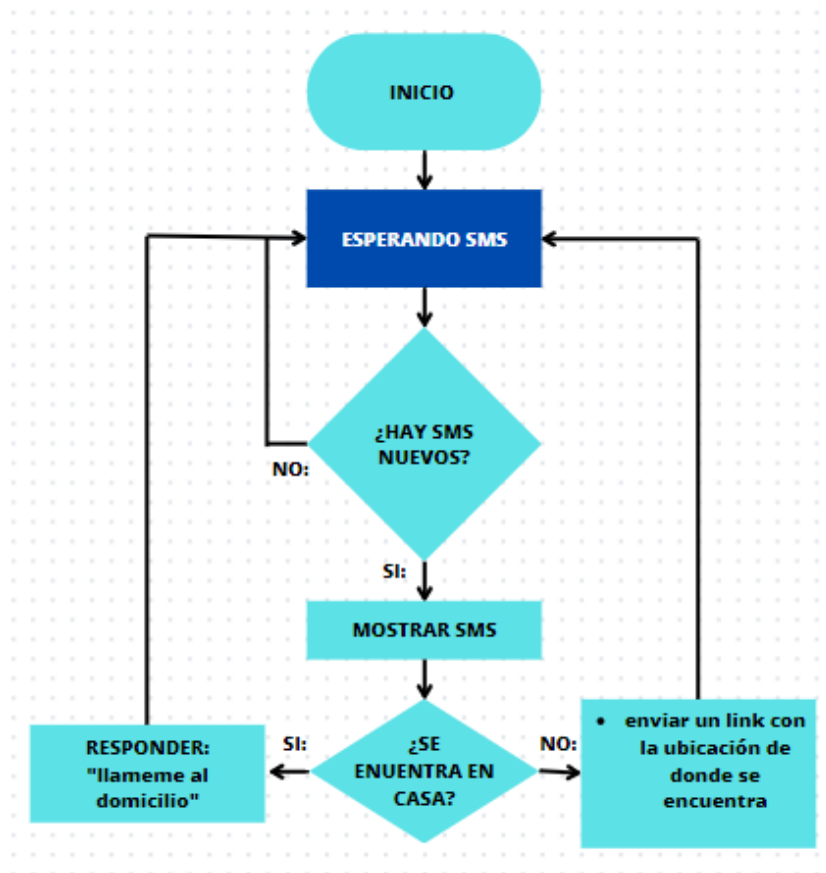 INICIO
ESPERANDO SMS
¿HAY SMS
NUEVOS?
NO:
SI:
MOSTRAR SMS
SI:
¿SE
ENUENTRA EN
CASA?
NO:
RESPONDER:
"llameme al
domicilio"
• enviar un link con
la ubicación de
donde se
encuentra